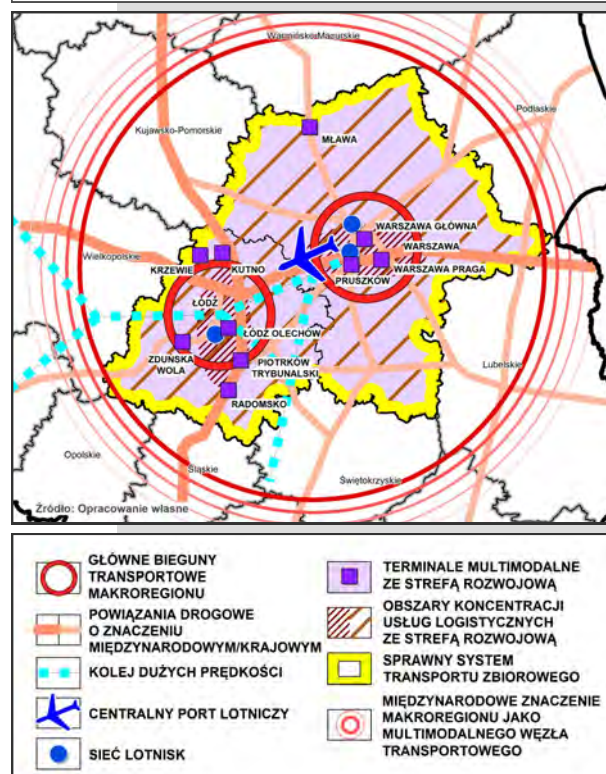 Warmińsko-Mazurskie
Podlaskie
Kujawsko-Pomorskie
MŁAWA
WARSZAWA GŁÓWNA
WARSZAWA
Wielkopolskie
KRZEWIE
KUTNO
WARSZAWA PRAGA
PRUSZKÓW
ŁÓDŹ
ŁÓDŹ OLECHÓW
ZDUŃSKA
WOLA
PIOTRKÓW
TRYBUNALSKI
Lubelskie
RADOMSKO
Opolskie
Śląskie
Świętokrzyskie
Źródło: Opracowanie własne
GŁÓWNE BIEGUNY
TRANSPORTOWE
MAKROREGIONU
POWIĄZANIA DROGOWE
O ZNACZENIU
MIĘDZYNARODOWYM/KRAJOWYM
KOLEJ DUŻYCH PRĘDKOŚCI
CENTRALNY PORT LOTNICZY
SIEĆ LOTNISK
TERMINALE MULTIMODALNE
ZE STREFĄ ROZWOJOWĄ
OBSZARY KONCENTRACJI
USŁUG LOGISTYCZNYCH
ZE STREFĄ ROZWOJOWĄ
SPRAWNY SYSTEM
TRANSPORTU ZBIOROWEGO
MIĘDZYNARODOWE ZNACZENIE
MAKROREGIONU JAKO
MULTIMODALNEGO WĘZŁA
TRANSPORTOWEGO